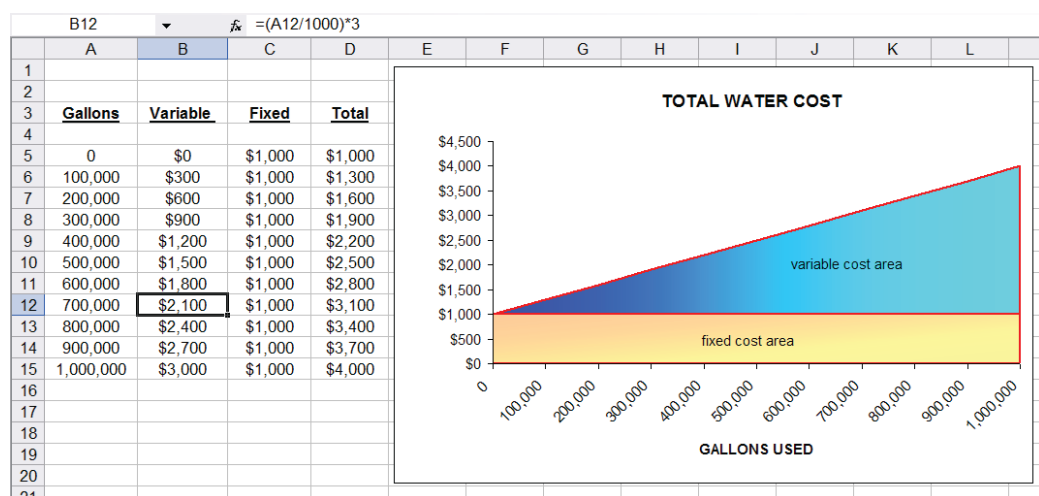 B12 fx =(A12/1000)*3
A B C D E F G H I J K L
1
2
3 Gallons Variable Fixed Total
4
5 0 $0 $1,000 $1,000
6 100,000 $300 $1,000 $1,300
7 200,000 $600 $1,000 $1,600
8 300,000 $900 $1,000 $1,900
9 400,000 $1,200 $1,000 $2,200
10 500,000 $1,500 $1,000 $2,500
11 600,000 $1,800 $1,000 $2,800
12 700,000 $2,100 $1,000 $3,100
13 800,000 $2,400 $1,000 $3,400
14 900,000 $2,700 $1,000 $3,700
15 1,000,000 $3,000 $1,000 $4,000
16
17
18
19
20
21
TOTAL WATER COST
$4,500
$4,000
$3,500
$3,000
$2,500
$2,000
$1,500
$1,000
$500
$0
variable cost area
fixed cost area
0 100,000 200,000 300,000 400,000 500,000 600,000 700,000 800,000 900,000 1,000,000
GALLONS USED